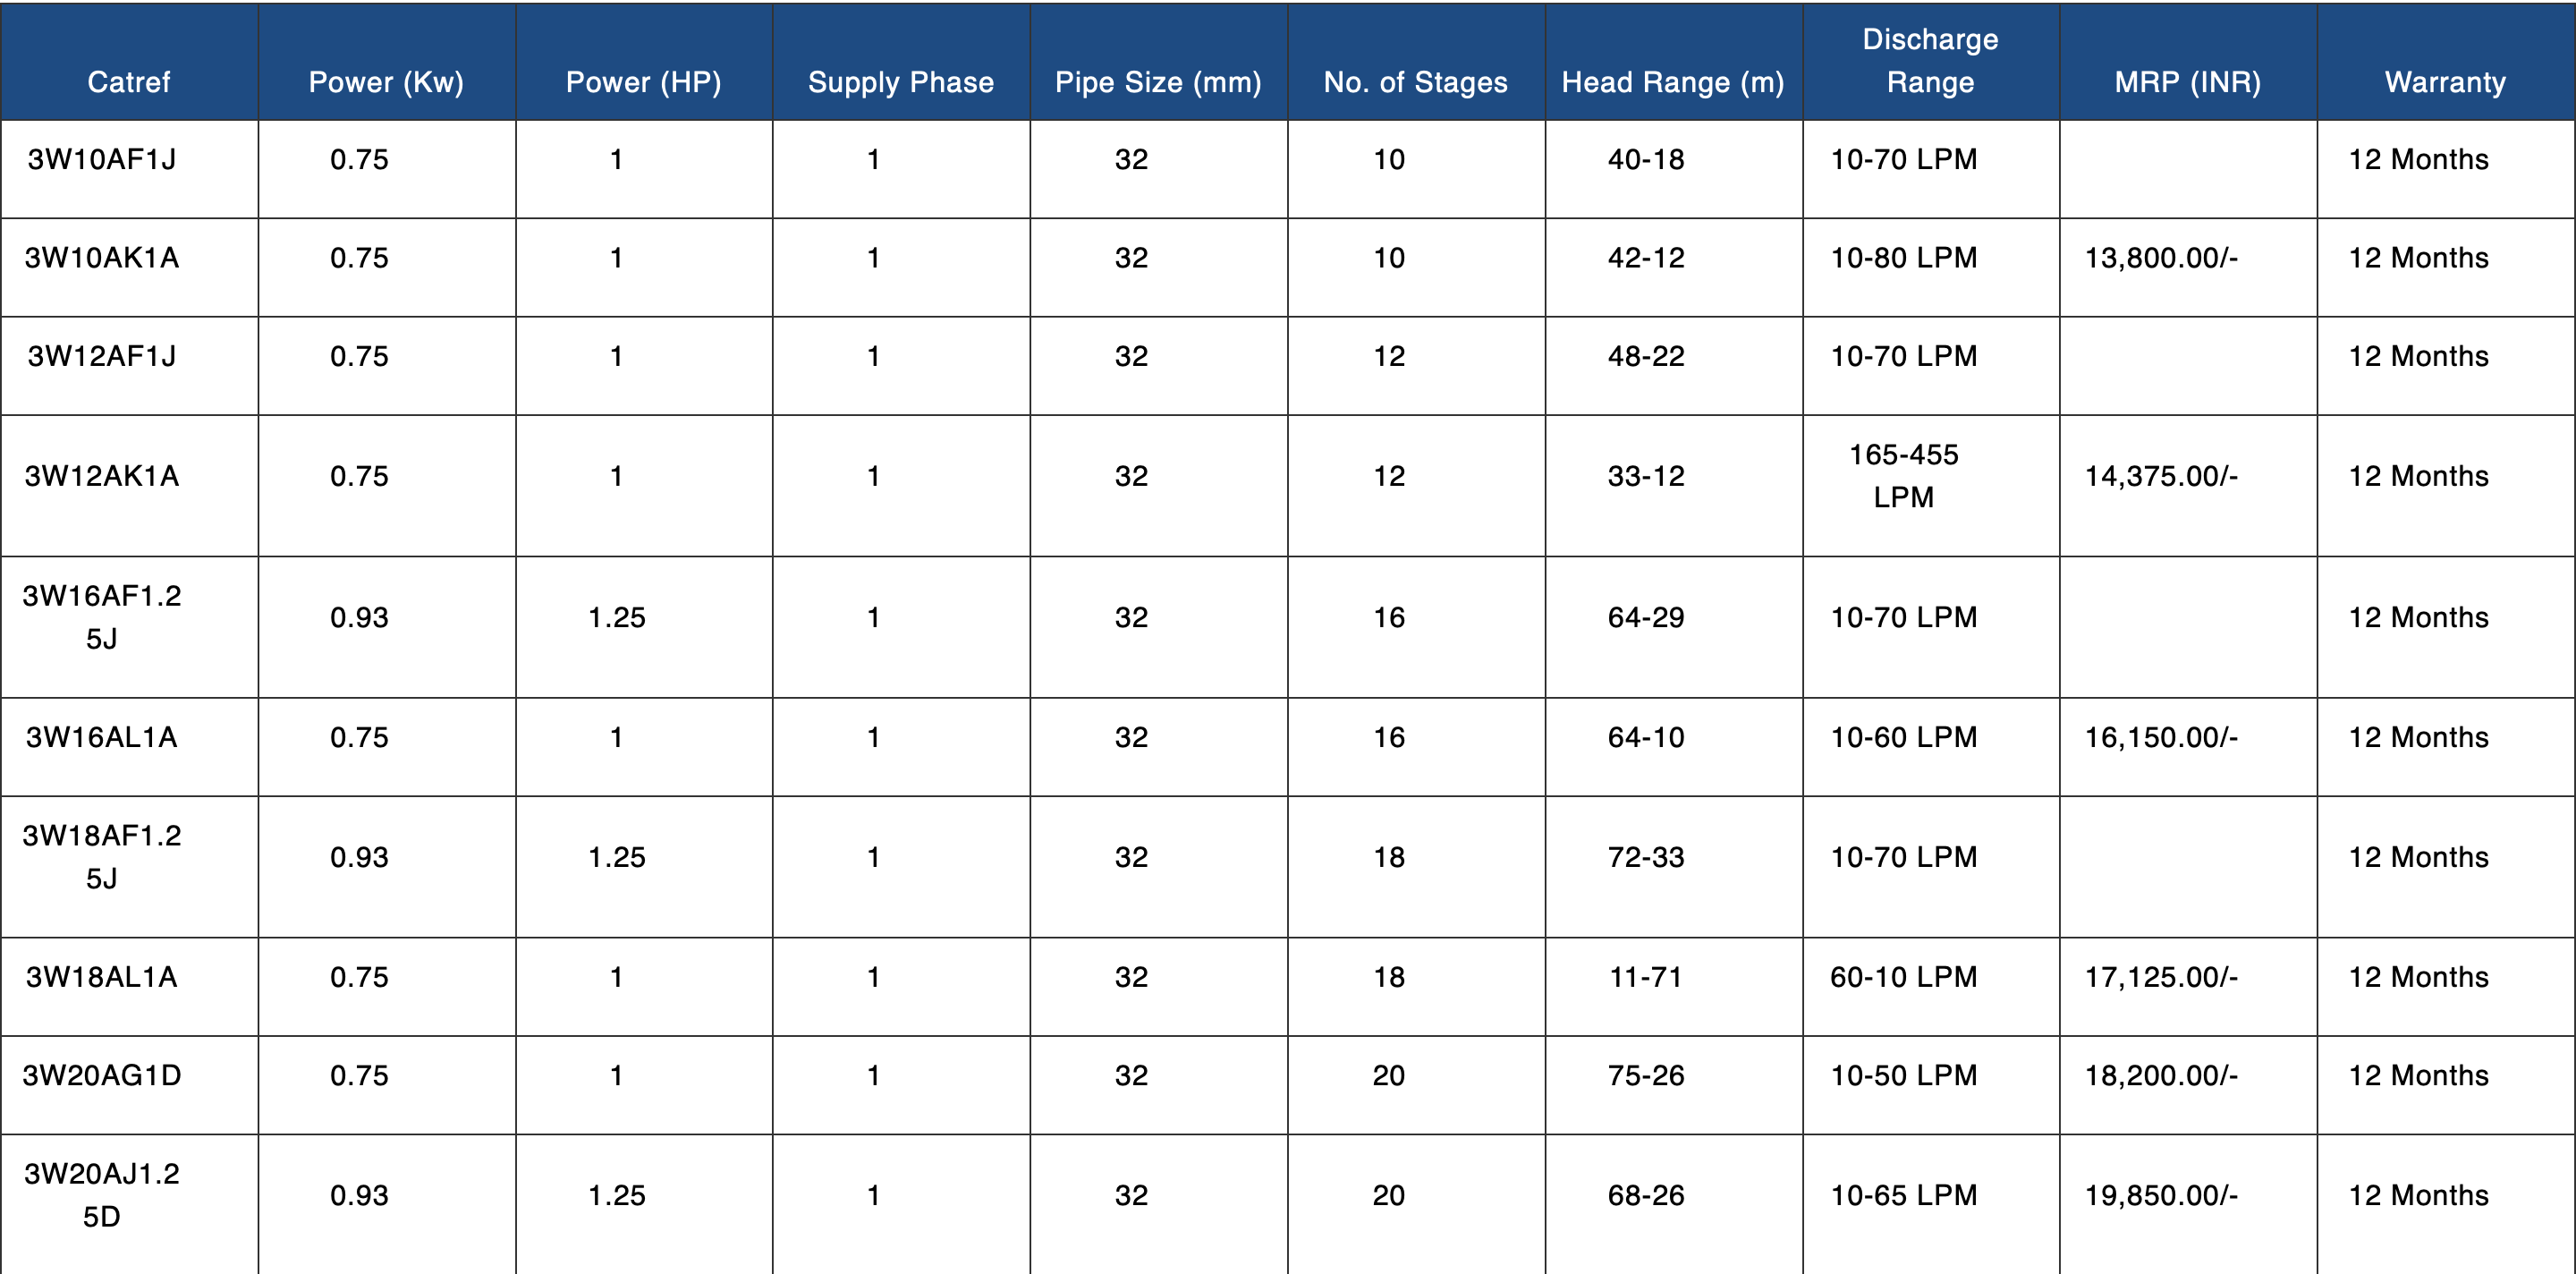 Catref Power (Kw) Power (HP) Supply Phase Pipe Size (mm) No. of Stages Head Range (m) Discharge Range MRP (INR) Warranty
3W10AF1J 0.75 1 1 32 10 40-18 10-70 LPM 12 Months
3W10AK1A 0.75 1 1 32 10 42-12 10-80 LPM 13,800.00/- 12 Months
3W12AF1J 0.75 1 1 32 12 48-22 10-70 LPM 12 Months
3W12AK1A 0.75 1 1 32 12 33-12 165-455 LPM 14,375.00/- 12 Months
3W16AF1.25J 0.93 1.25 1 32 16 64-29 10-70 LPM 12 Months
3W16AL1A 0.75 1 1 32 16 64-10 10-60 LPM 16,150.00/- 12 Months
3W18AF1.25J 0.93 1.25 1 32 18 72-33 10-70 LPM 12 Months
3W18AL1A 0.75 1 1 32 18 11-71 60-10 LPM 17,125.00/- 12 Months
3W20AG1D 0.75 1 1 32 20 75-26 10-50 LPM 18,200.00/- 12 Months
3W20AJ1.25D 0.93 1.25 1 32 20 68-26 10-65 LPM 19,850.00/- 12 Months